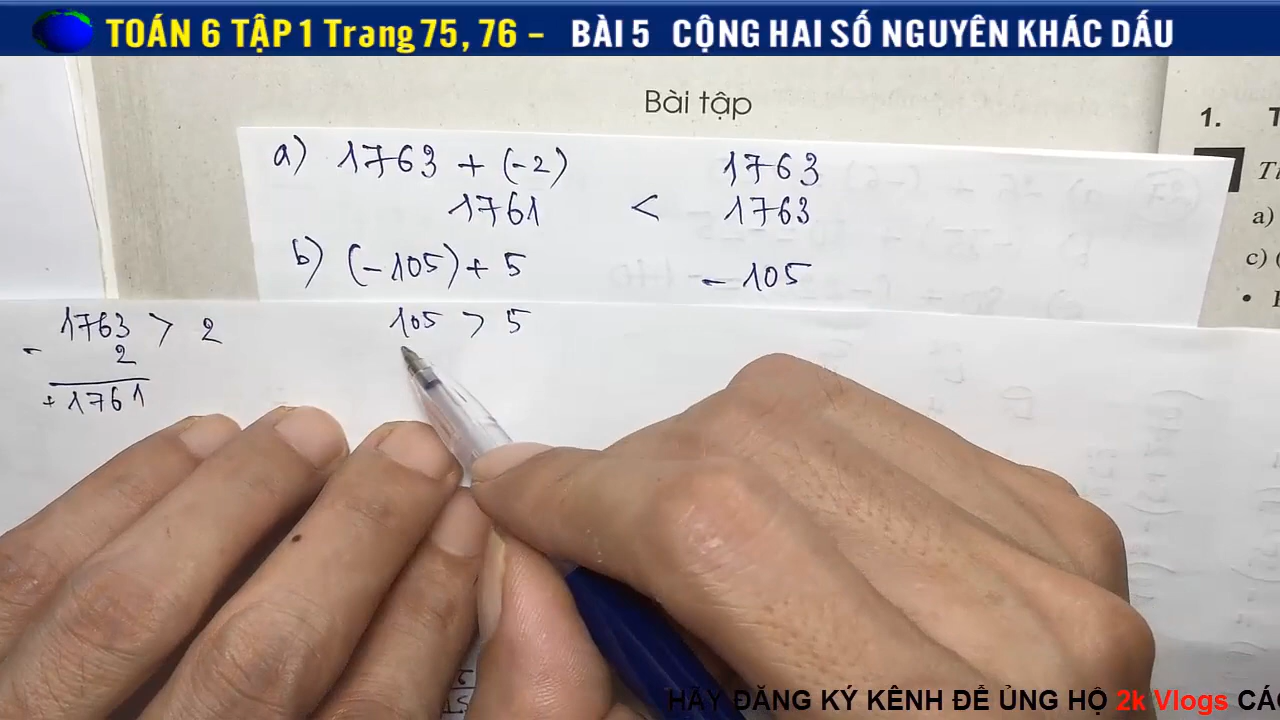 TOÁN 6 TẬP 1 Trang 75, 76 – BÀI 5 CỘNG HAI SỐ NGUYÊN KHÁC DẤU
Bài tập
1. T
a) 1763 + (-2) 1763
1761 < 1763
b) (-105) + 5 - 105
a)
c) (
1763 > 2
- 2
+1761
105 > 5
HÃY ĐĂNG KÝ KÊNH ĐỂ ỦNG HỘ 2k Vlogs CÁC